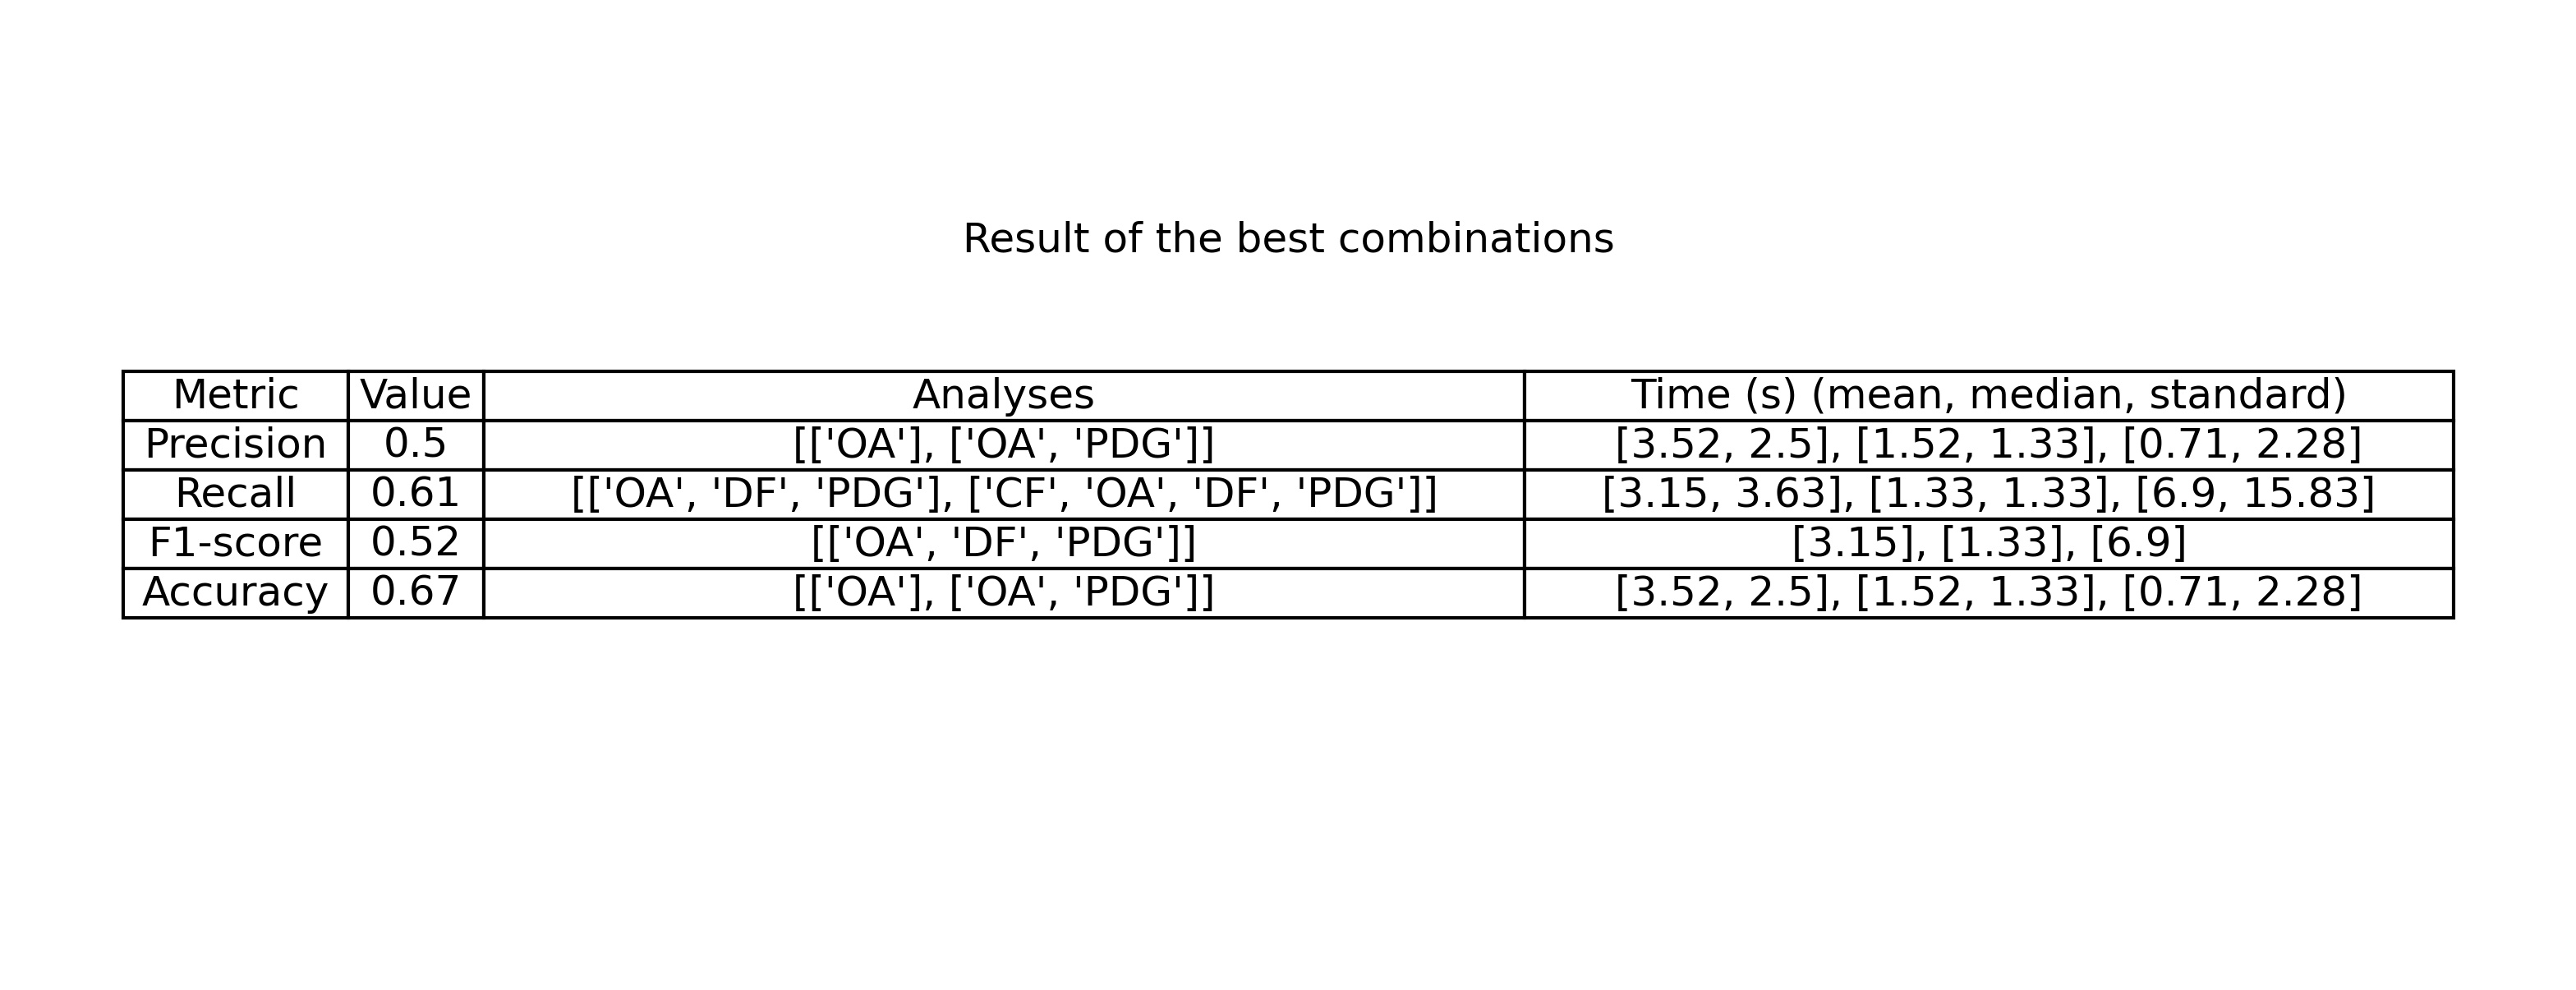 Result of the best combinations
Metric Value Analyses Time (s) (mean, median, standard)
Precision 0.5 [['OA'], ['OA', 'PDG']] [3.52, 2.5], [1.52, 1.33], [0.71, 2.28]
Recall 0.61 [['OA', 'DF', 'PDG'], ['CF', 'OA', 'DF', 'PDG']] [3.15, 3.63], [1.33, 1.33], [6.9, 15.83]
F1-score 0.52 [['OA', 'DF', 'PDG']] [3.15], [1.33], [6.9]
Accuracy 0.67 [['OA'], ['OA', 'PDG']] [3.52, 2.5], [1.52, 1.33], [0.71, 2.28]